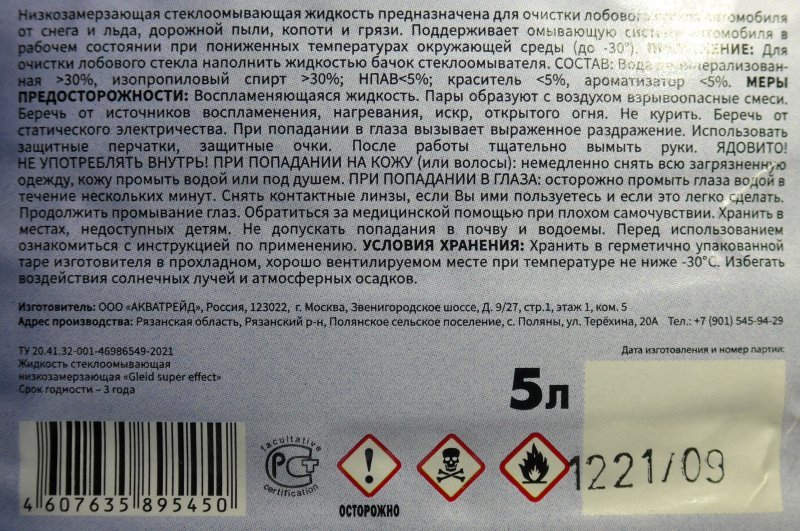 Низкозамерзающая стеклоомывающая жидкость предназначена для очистки лобового стекла автомобиля
от снега и льда, дорожной пыли, копоти и грязи. Поддерживает омывающую систему автомобиля в
рабочем состоянии при пониженных температурах окружающей среды (до -30°). ПРИМЕНЕНИЕ: Для
очистки лобового стекла наполнить жидкостью бачок стеклоомывателя. СОСТАВ: Вода деминерализован-
ная >30%, изопропиловый спирт >30%; НПАВ<5%; краситель <5%, ароматизатор <5%. МЕРЫ
ПРЕДОСТОРОЖНОСТИ: Воспламеняющаяся жидкость. Пары образуют с воздухом взрывоопасные смеси.
Беречь от источников воспламенения, нагревания, искр, открытого огня. Не курить. Беречь от
статического электричества. При попадании в глаза вызывает выраженное раздражение. Использовать
защитные перчатки, защитные очки. После работы тщательно вымыть руки. ЯДОВИТО!
НЕ УПОТРЕБЛЯТЬ ВНУТРЬ! ПРИ ПОПАДАНИИ НА КОЖУ (или волосы): немедленно снять всю загрязненную
одежду, кожу промыть водой или под душем. ПРИ ПОПАДАНИИ В ГЛАЗА: осторожно промыть глаза водой в
течение нескольких минут. Снять контактные линзы, если Вы ими пользуетесь и если это легко сделать.
Продолжить промывание глаз. Обратиться за медицинской помощью при плохом самочувствии. Хранить в
местах, недоступных детям. Не допускать попадания в почву и водоемы. Перед использованием
ознакомиться с инструкцией по применению. УСЛОВИЯ ХРАНЕНИЯ: Хранить в герметично упакованной
таре изготовителя в прохладном, хорошо вентилируемом месте при температуре не ниже -30°С. Избегать
воздействия солнечных лучей и атмосферных осадков.
Изготовитель: ООО «АКВАТРЕЙД», Россия, 123022, г. Москва, Звенигородское шоссе, Д. 9/27, стр.1, этаж 1, ком. 5
Адрес производства: Рязанская область, Рязанский р-н, Полянское сельское поселение, с. Поляны, ул. Терёхина, 20А Тел.: +7 (901) 545-94-29
ТУ 20.41.32-001-46986549-2021
Жидкость стеклоомывающая
низкозамерзающая «Gleid super effect»
Срок годности – 3 года
Дата изготовления и номер партии:
5л
facultative
РСТ
certification
ОСТОРОЖНО
1221/09
4 607635 895450